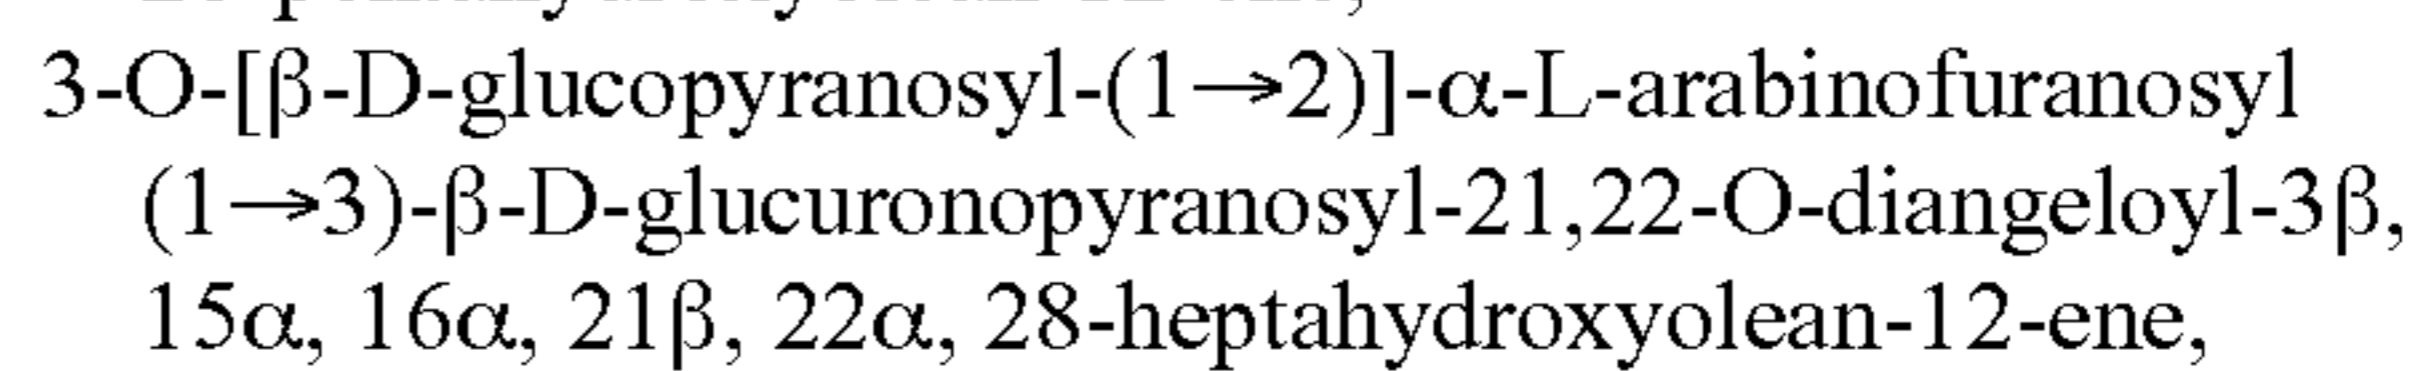 3-O-[β-D-glucopyranosyl-(1→2)]-α-L-arabinofuranosyl
(1→3)-β-D-glucuronopyranosyl-21,22-O-diangeloyl-3β,
15α, 16α, 21β, 22α, 28-heptahydroxyolean-12-ene,